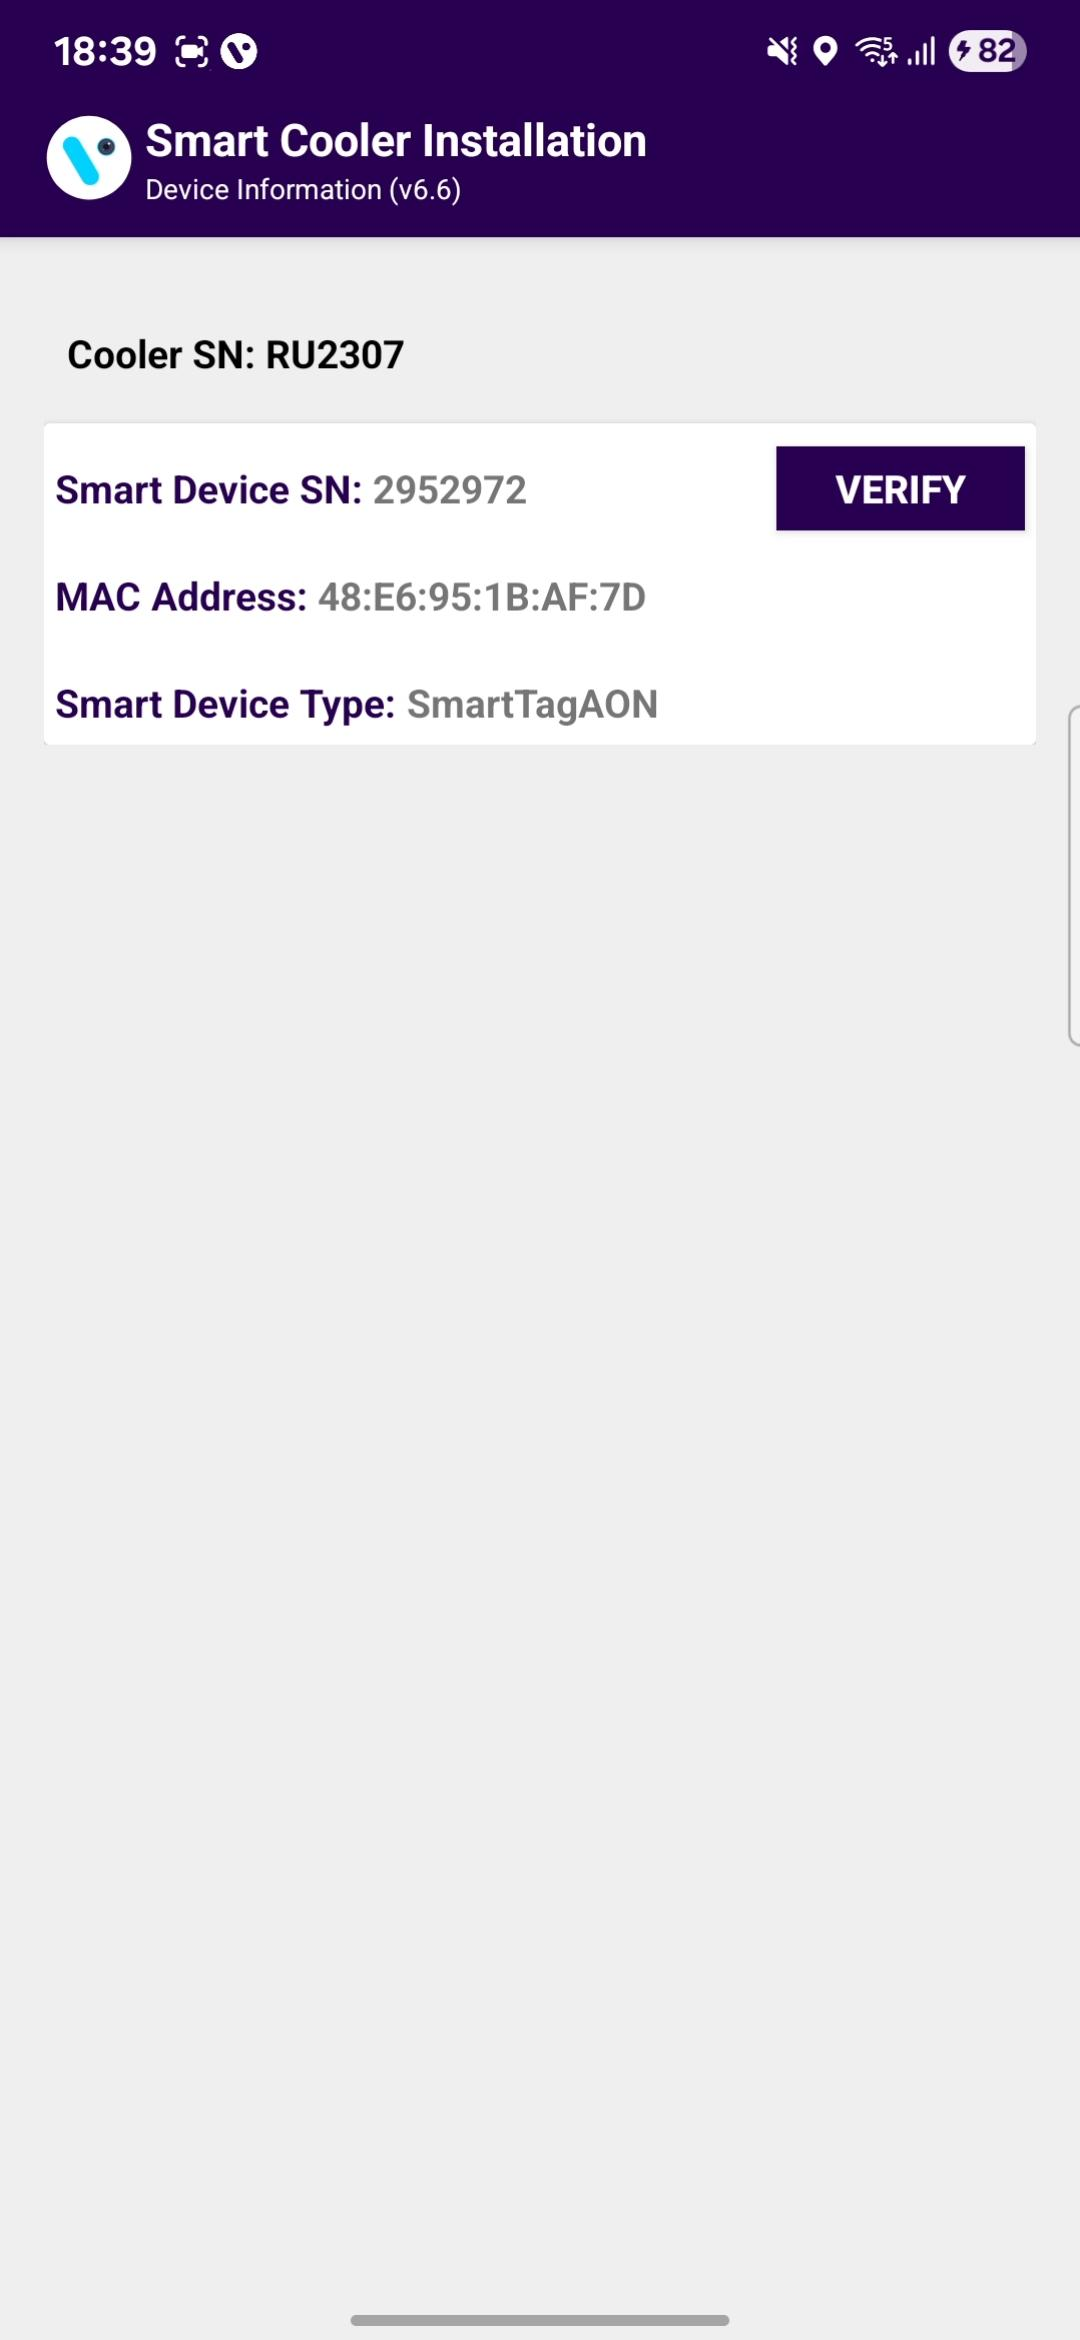 18:39
5
82
Smart Cooler Installation
Device Information (v6.6)
Cooler SN: RU2307
Smart Device SN: 2952972
VERIFY
MAC Address: 48:E6:95:1B:AF:7D
Smart Device Type: SmartTagAON